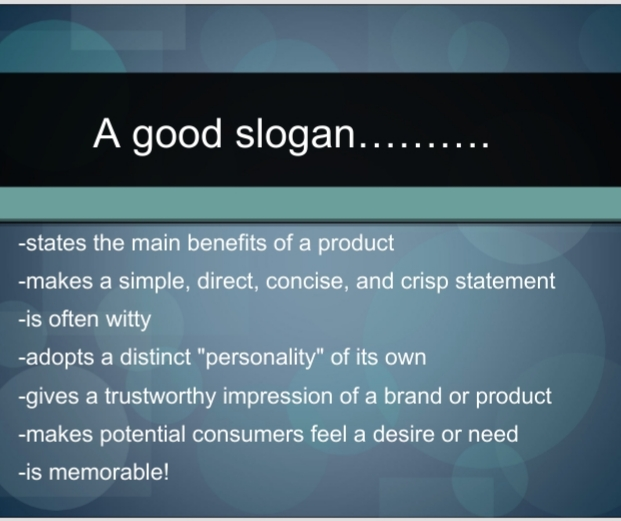 A good slogan..........
-states the main benefits of a product
-makes a simple, direct, concise, and crisp statement
-is often witty
-adopts a distinct "personality" of its own
-gives a trustworthy impression of a brand or product
-makes potential consumers feel a desire or need
-is memorable!